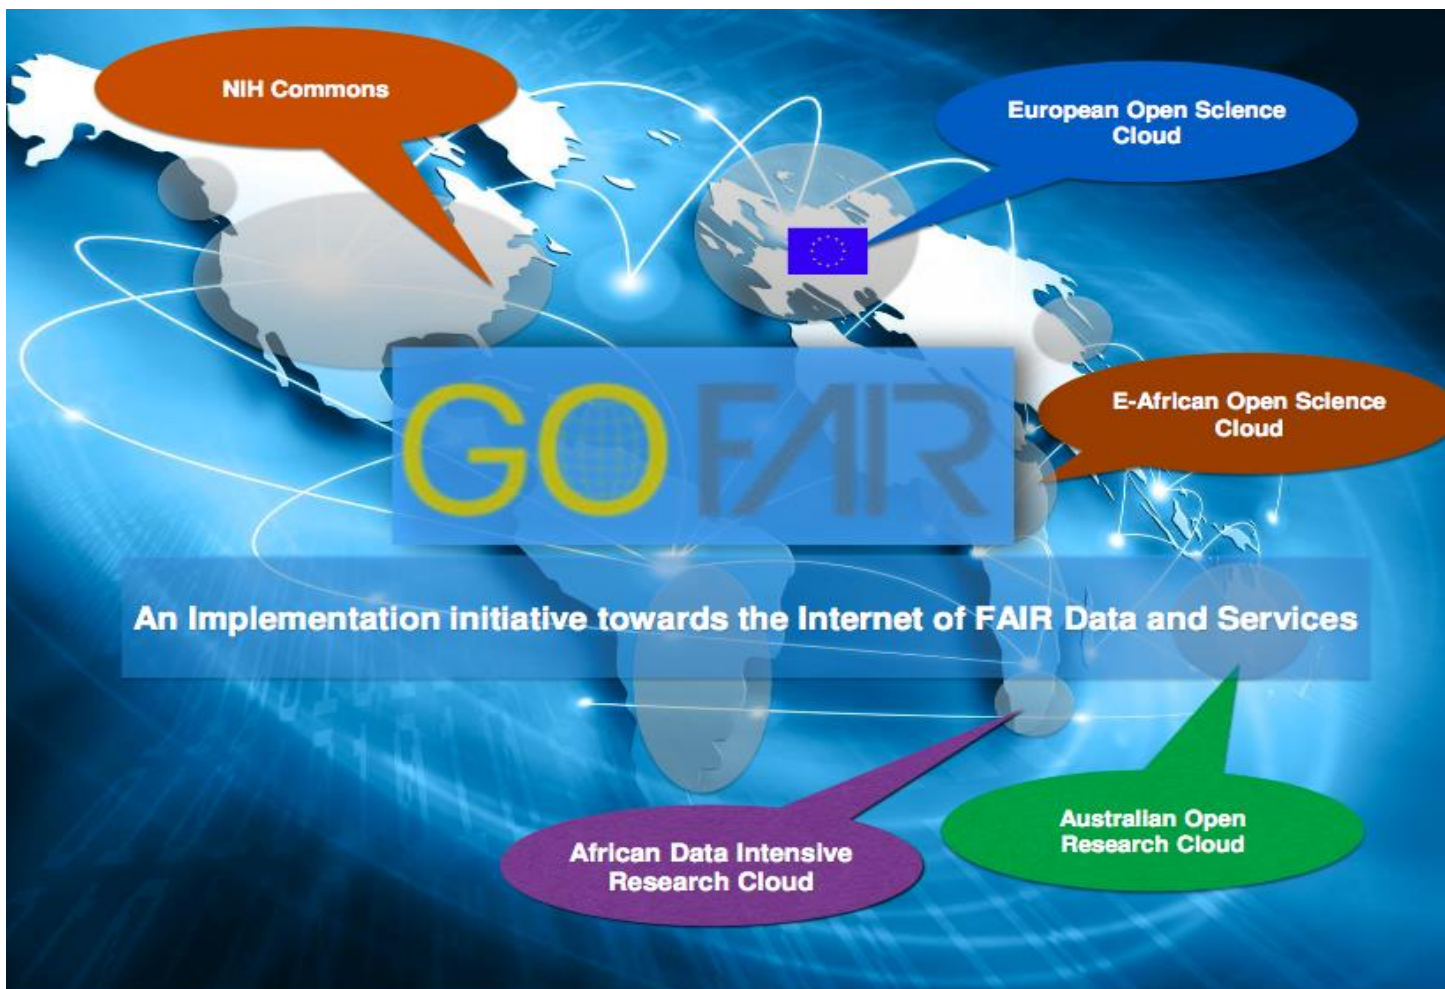 NIH Commons
European Open Science
Cloud
E-African Open Science
Cloud
GO FAIR
An Implementation initiative towards the Internet of FAIR Data and Services
African Data Intensive
Research Cloud
Australian Open
Research Cloud